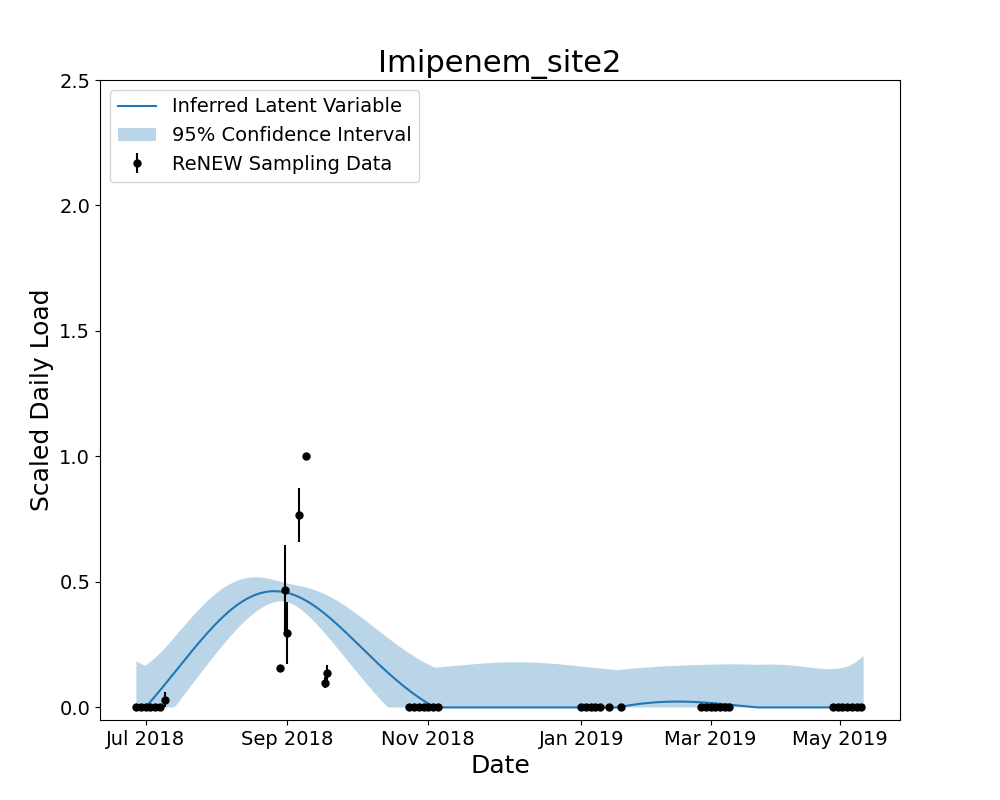 Imipenem_site2
Inferred Latent Variable
95% Confidence Interval
ReNEW Sampling Data
Scaled Daily Load
2.5
2.0
1.5
1.0
0.5
0.0
Jul 2018 Sep 2018 Nov 2018 Jan 2019 Mar 2019 May 2019
Date